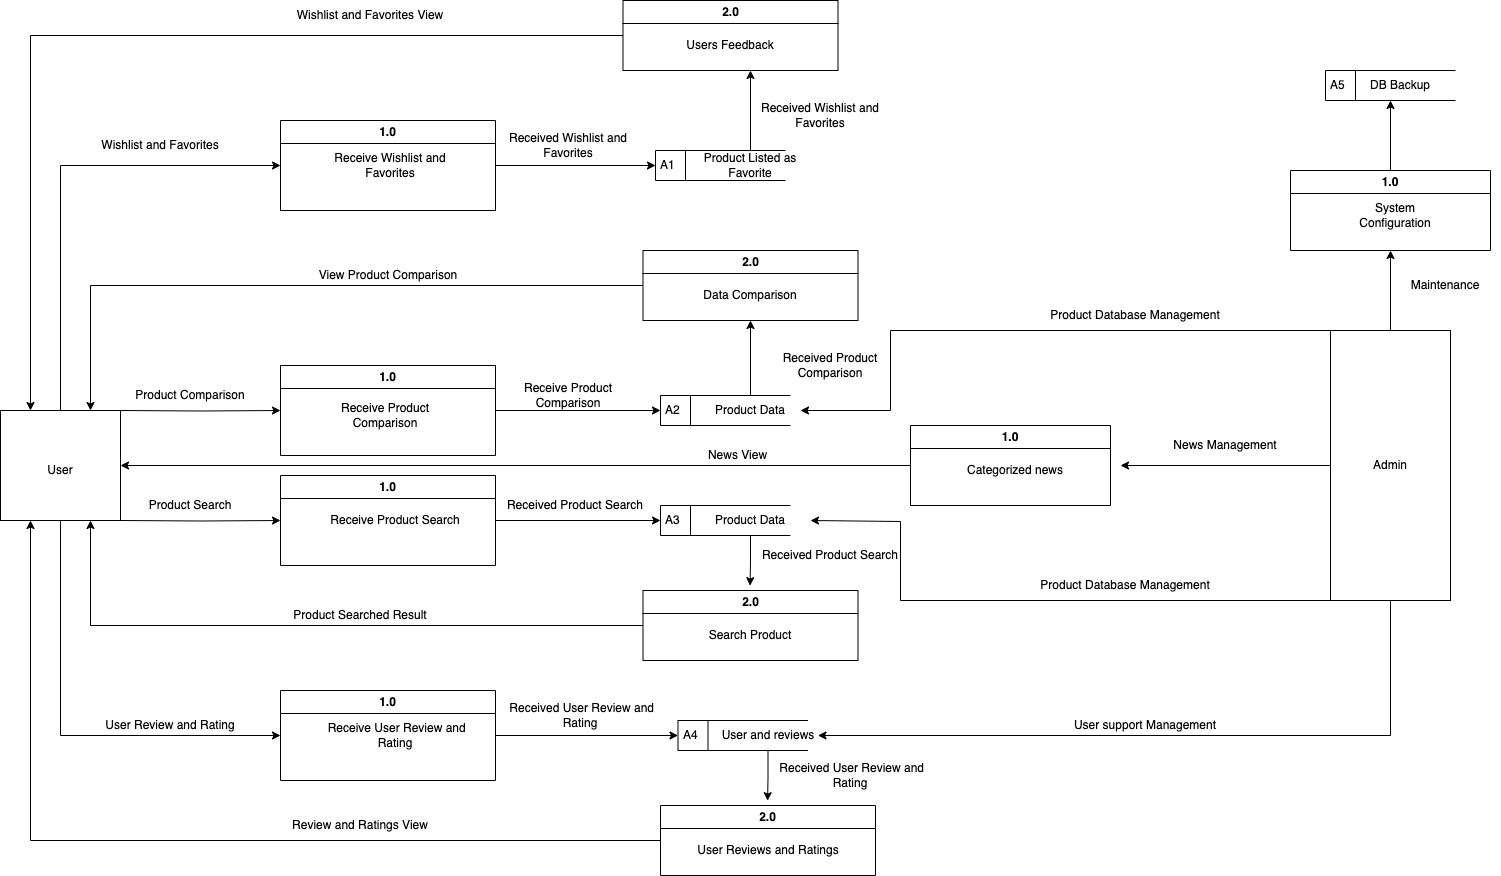 Wishlist and Favorites View
2.0
Users Feedback
A5
DB Backup
Received Wishlist and
Favorites
Wishlist and Favorites
1.0
Receive Wishlist and
Favorites
Received Wishlist and
Favorites
A1
Product Listed as
Favorite
1.0
System
Configuration
Maintenance
View Product Comparison
2.0
Data Comparison
Product Database Management
Received Product
Comparison
Product Comparison
1.0
Receive Product
Comparison
Receive Product
Comparison
A2
Product Data
User
News View
1.0
Categorized news
News Management
Admin
Product Search
1.0
Receive Product Search
Received Product Search
A3
Product Data
Received Product Search
Product Database Management
Product Searched Result
2.0
Search Product
User Review and Rating
1.0
Receive User Review and
Rating
Received User Review and
Rating
A4
User and reviews
User support Management
Received User Review and
Rating
Review and Ratings View
2.0
User Reviews and Ratings